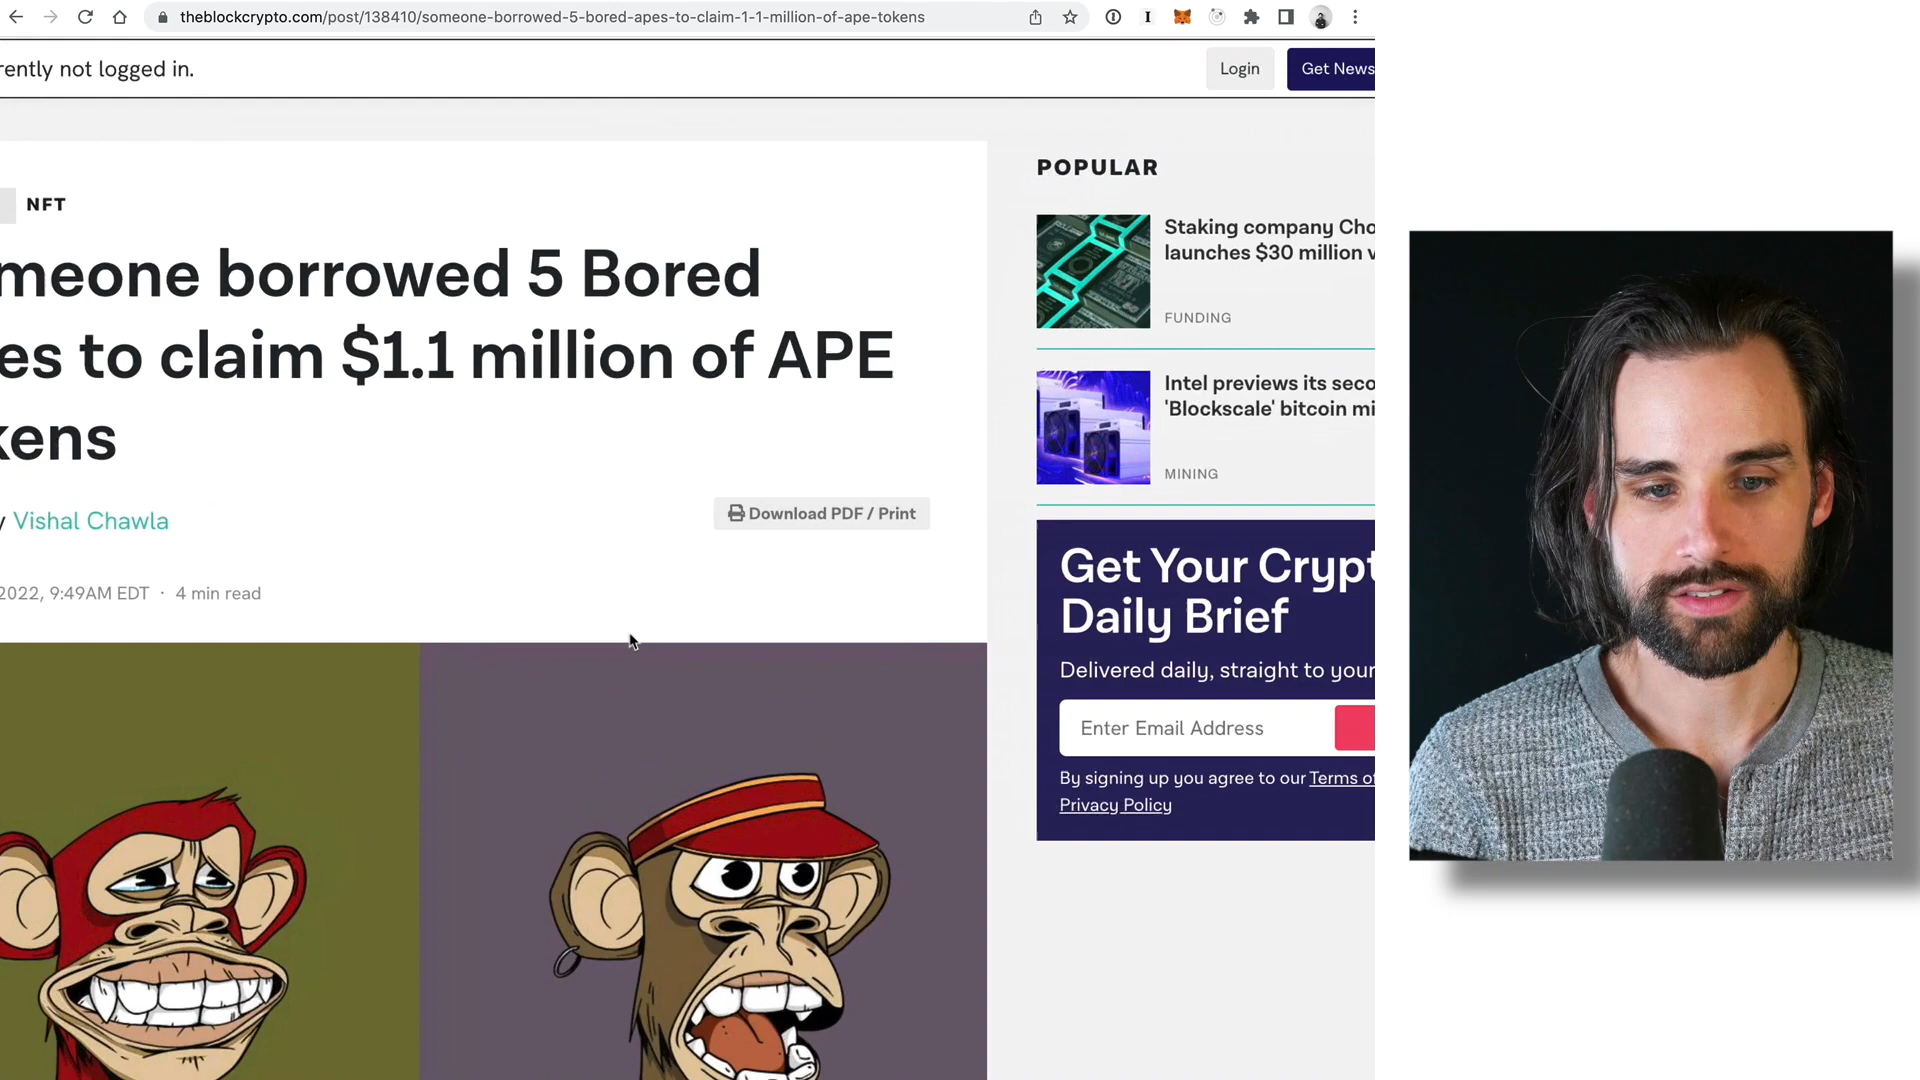 theblockcrypto.com/post/138410/someone-borrowed-5-bored-apes-to-claim-1-1-million-of-ape-tokens
rently not logged in.
Login
Get News
NFT
meone borrowed 5 Bored
es to claim $1.1 million of APE
kens
y Vishal Chawla
Download PDF / Print
2022, 9:49AM EDT · 4 min read
POPULAR
Staking company Cho
launches $30 million v
FUNDING
Intel previews its seco
'Blockscale' bitcoin mi
MINING
Get Your Crypt
Daily Brief
Delivered daily, straight to your
Enter Email Address
By signing up you agree to our Terms of
Privacy Policy